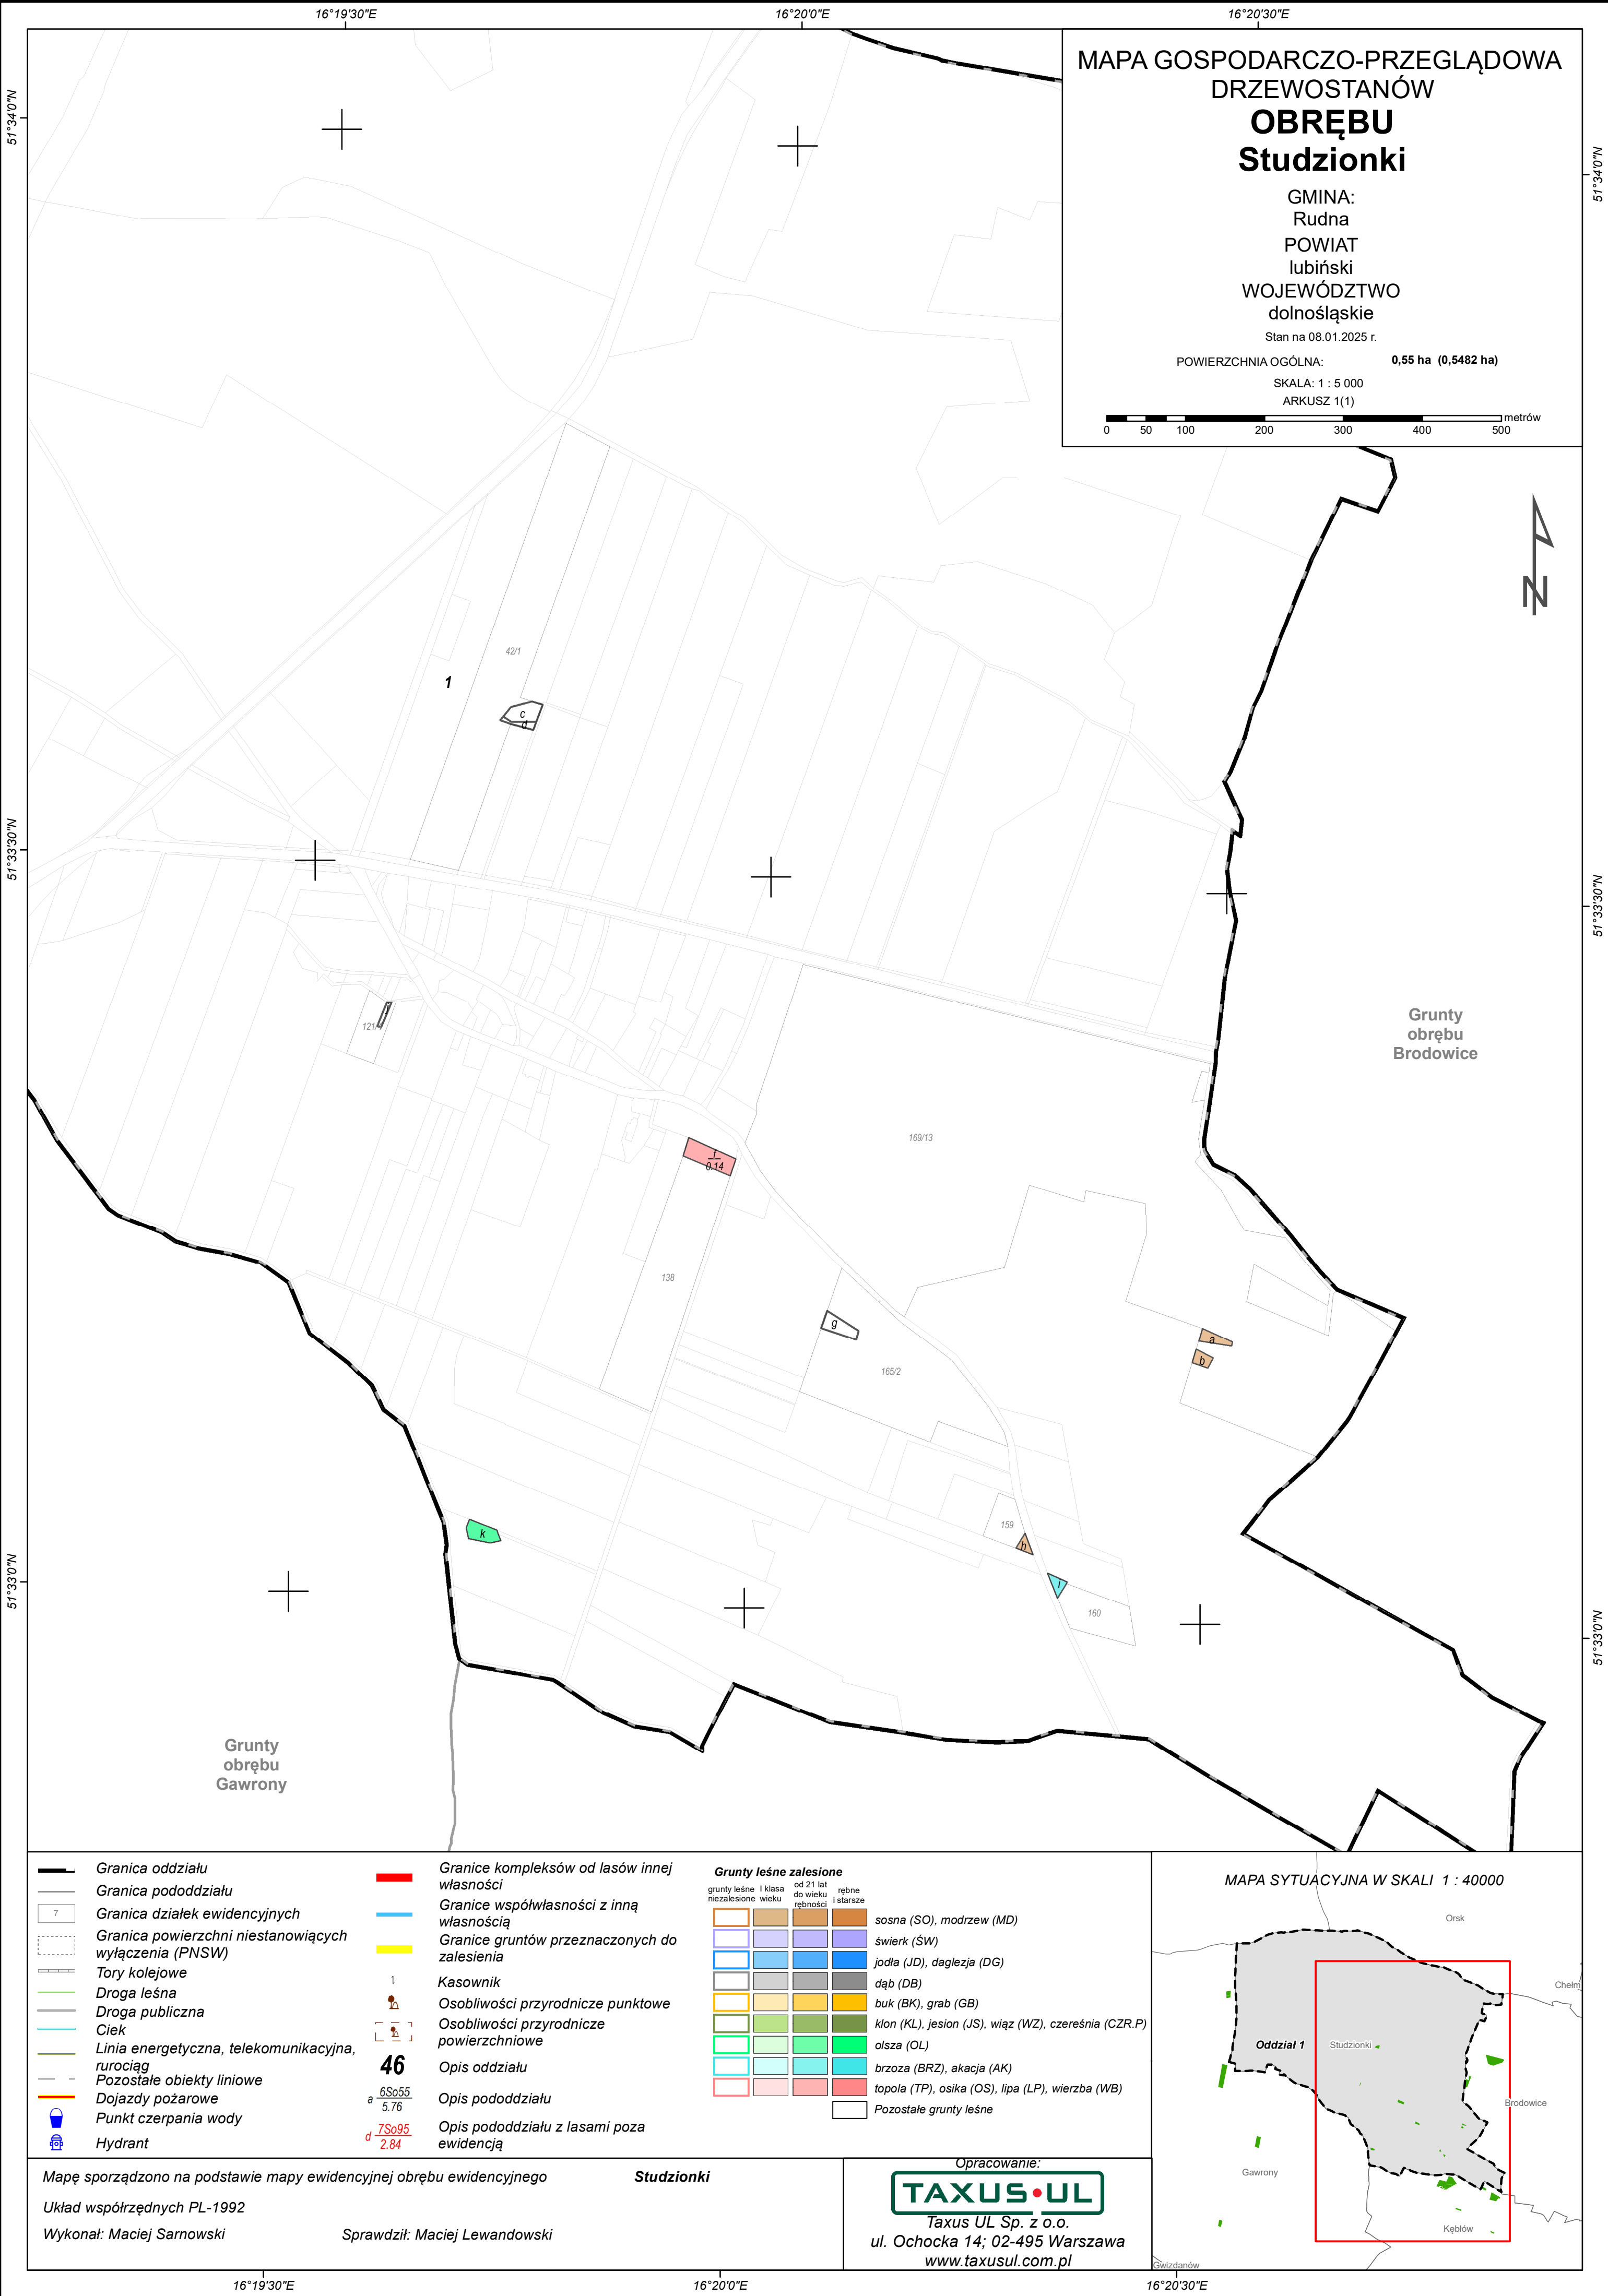 16°19'30"E
16°20'0"E
16°20'30"E
51°34'0"N
51°34'0"N
51°33'30"N
51°33'30"N
51°33'0"N
51°33'0"N
MAPA GOSPODARCZO-PRZEGLĄDOWA
DRZEWOSTANÓW
OBRĘBU
Studzionki
GMINA:
Rudna
POWIAT
lubiński
WOJEWÓDZTWO
dolnośląskie
Stan na 08.01.2025 r.
POWIERZCHNIA OGÓLNA: 0,55 ha (0,5482 ha)
SKALA: 1 : 5 000
ARKUSZ 1(1)
metrów
0 50 100 200 300 400 500
N
42/1
1
c
d
121/
169/13
f
0.14
138
g
165/2
a
b
k
159
h
i
160
Grunty
obrębu
Brodowice
Grunty
obrębu
Gawrony
Granica oddziału
Granica pododdziału
7
Granica działek ewidencyjnych
Granica powierzchni niestanowiących
wyłączenia (PNSW)
Tory kolejowe
Droga leśna
Droga publiczna
Ciek
Linia energetyczna, telekomunikacyjna,
rurociąg
Pozostałe obiekty liniowe
Dojazdy pożarowe
Punkt czerpania wody
Hydrant
Granice kompleksów od lasów innej
własności
Granice współwłasności z inną
własnością
Granice gruntów przeznaczonych do
zalesienia
Kasownik
Osobliwości przyrodnicze punktowe
Osobliwości przyrodnicze
powierzchniowe
46
Opis oddziału
a 6So55
5.76
Opis pododdziału
d 7So95
2.84
Opis pododdziału z lasami poza
ewidencją
Grunty leśne zalesione
grunty leśne
niezalesione
I klasa
wieku
od 21 lat
do wieku
rębności
rębne
i starsze
sosna (SO), modrzew (MD)
świerk (ŚW)
jodła (JD), daglezja (DG)
dąb (DB)
buk (BK), grab (GB)
klon (KL), jesion (JS), wiąz (WZ), czereśnia (CZR.P)
olsza (OL)
brzoza (BRZ), akacja (AK)
topola (TP), osika (OS), lipa (LP), wierzba (WB)
Pozostałe grunty leśne
MAPA SYTUACYJNA W SKALI 1 : 40000
Orsk
Chełm
Oddział 1
Studzionki
Brodowice
Gawrony
Kębłów
Gwizdanów
Mapę sporządzono na podstawie mapy ewidencyjnej obrębu ewidencyjnego Studzionki
Układ współrzędnych PL-1992
Wykonał: Maciej Sarnowski Sprawdził: Maciej Lewandowski
Opracowanie:
TAXUS UL
Taxus UL Sp. z o.o.
ul. Ochocka 14; 02-495 Warszawa
www.taxusul.com.pl
16°19'30"E
16°20'0"E
16°20'30"E